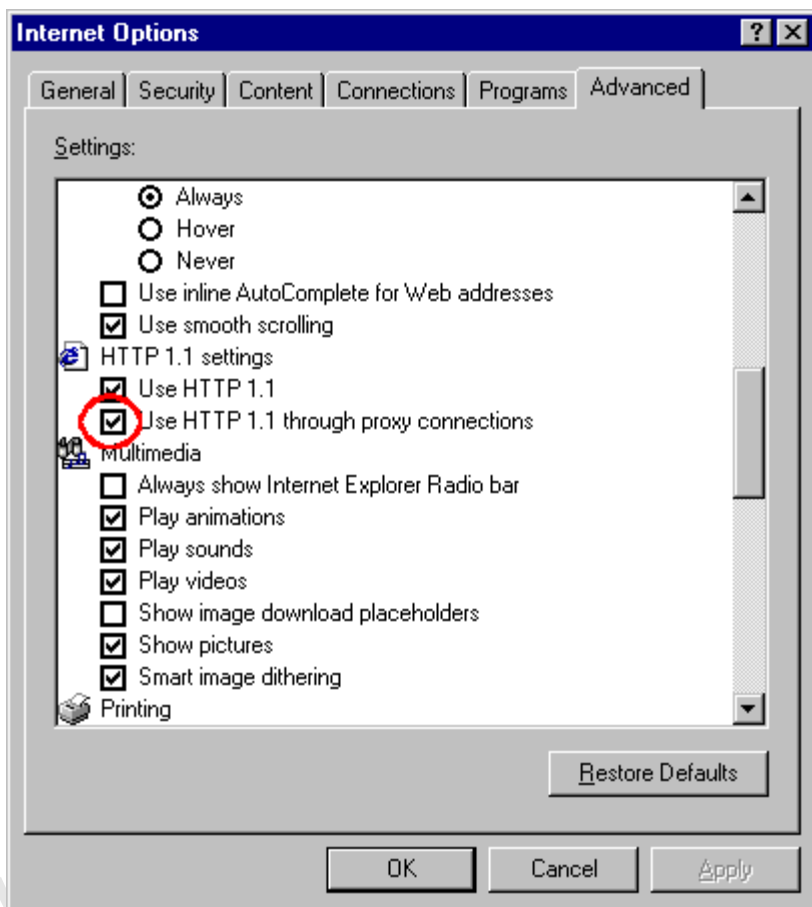 Internet Options
General Security Content Connections Programs Advanced
Settings:
Always
Hover
Never
Use inline AutoComplete for Web addresses
Use smooth scrolling
HTTP 1.1 settings
Use HTTP 1.1
Use HTTP 1.1 through proxy connections
Multimedia
Always show Internet Explorer Radio bar
Play animations
Play sounds
Play videos
Show image download placeholders
Show pictures
Smart image dithering
Printing
Restore Defaults
OK Cancel Apply